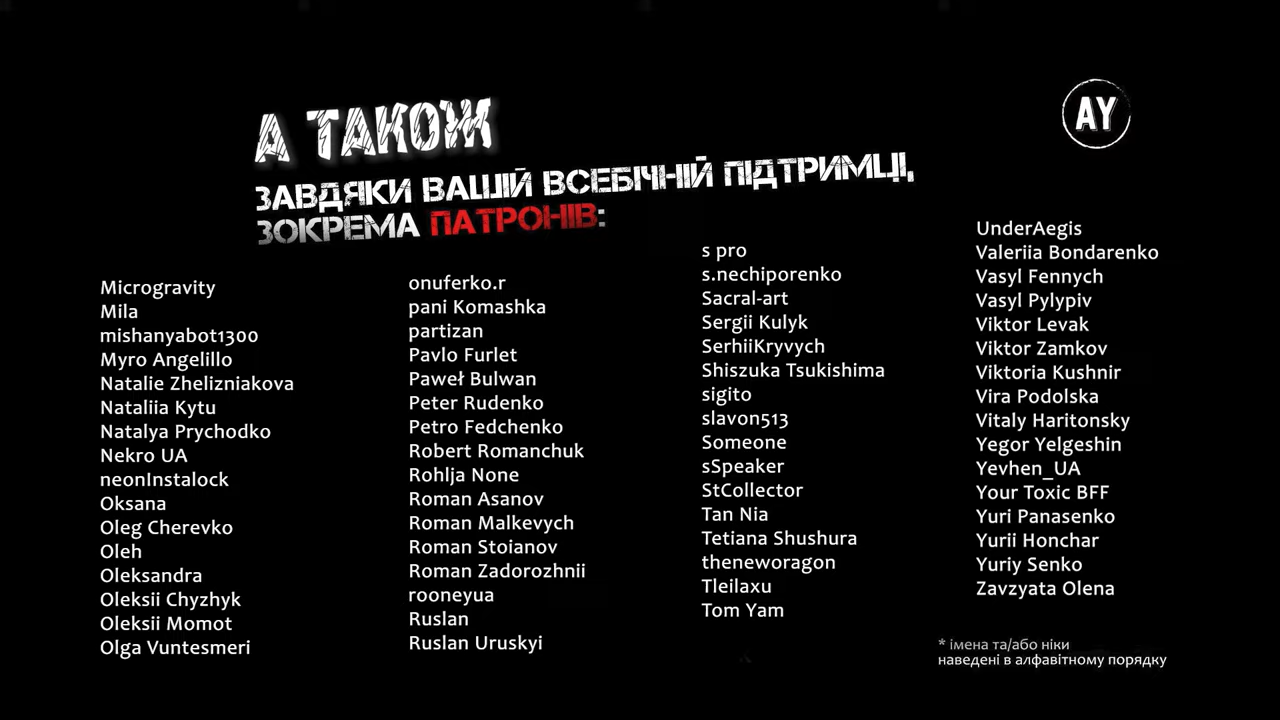 А ТАКОЖ
ЗАВДЯКИ ВАШІЙ ВСЕБІЧНІЙ ПІДТРИМЦІ,
ЗОКРЕМА ПАТРОНІВ:
АУ
Microgravity
Mila
mishanyabot1300
Myro Angelillo
Natalie Zhelizniakova
Nataliia Kytu
Natalya Prychodko
Nekro UA
neonInstalock
Oksana
Oleg Cherevko
Oleh
Oleksandra
Oleksii Chyzhyk
Oleksii Momot
Olga Vuntesmeri
onuferko.r
pani Komashka
partizan
Pavlo Furlet
Paweł Bulwan
Peter Rudenko
Petro Fedchenko
Robert Romanchuk
Rohlja None
Roman Asanov
Roman Malkevych
Roman Stoianov
Roman Zadorozhnii
rooneyua
Ruslan
Ruslan Uruskyi
s pro
s.nechiporenko
Sacral-art
Sergii Kulyk
SerhiiKryvych
Shiszuka Tsukishima
sigito
slavon513
Someone
sSpeaker
StCollector
Tan Nia
Tetiana Shushura
theneworagon
Tleilaxu
Tom Yam
UnderAegis
Valeriia Bondarenko
Vasyl Fennych
Vasyl Pylypiv
Viktor Levak
Viktor Zamkov
Viktoria Kushnir
Vira Podolska
Vitaly Haritonsky
Yegor Yelgeshin
Yevhen_UA
Your Toxic BFF
Yuri Panasenko
Yurii Honchar
Yuriy Senko
Zavzyata Olena
* імена та/або ніки
наведені в алфавітному порядку